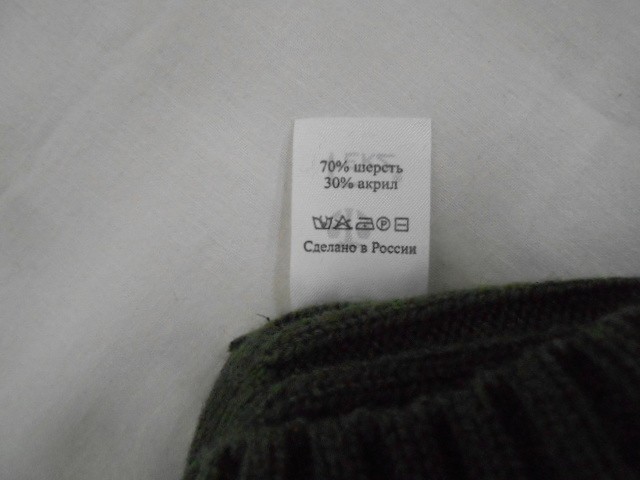 70% шерсть
30% акрил
Сделано в России